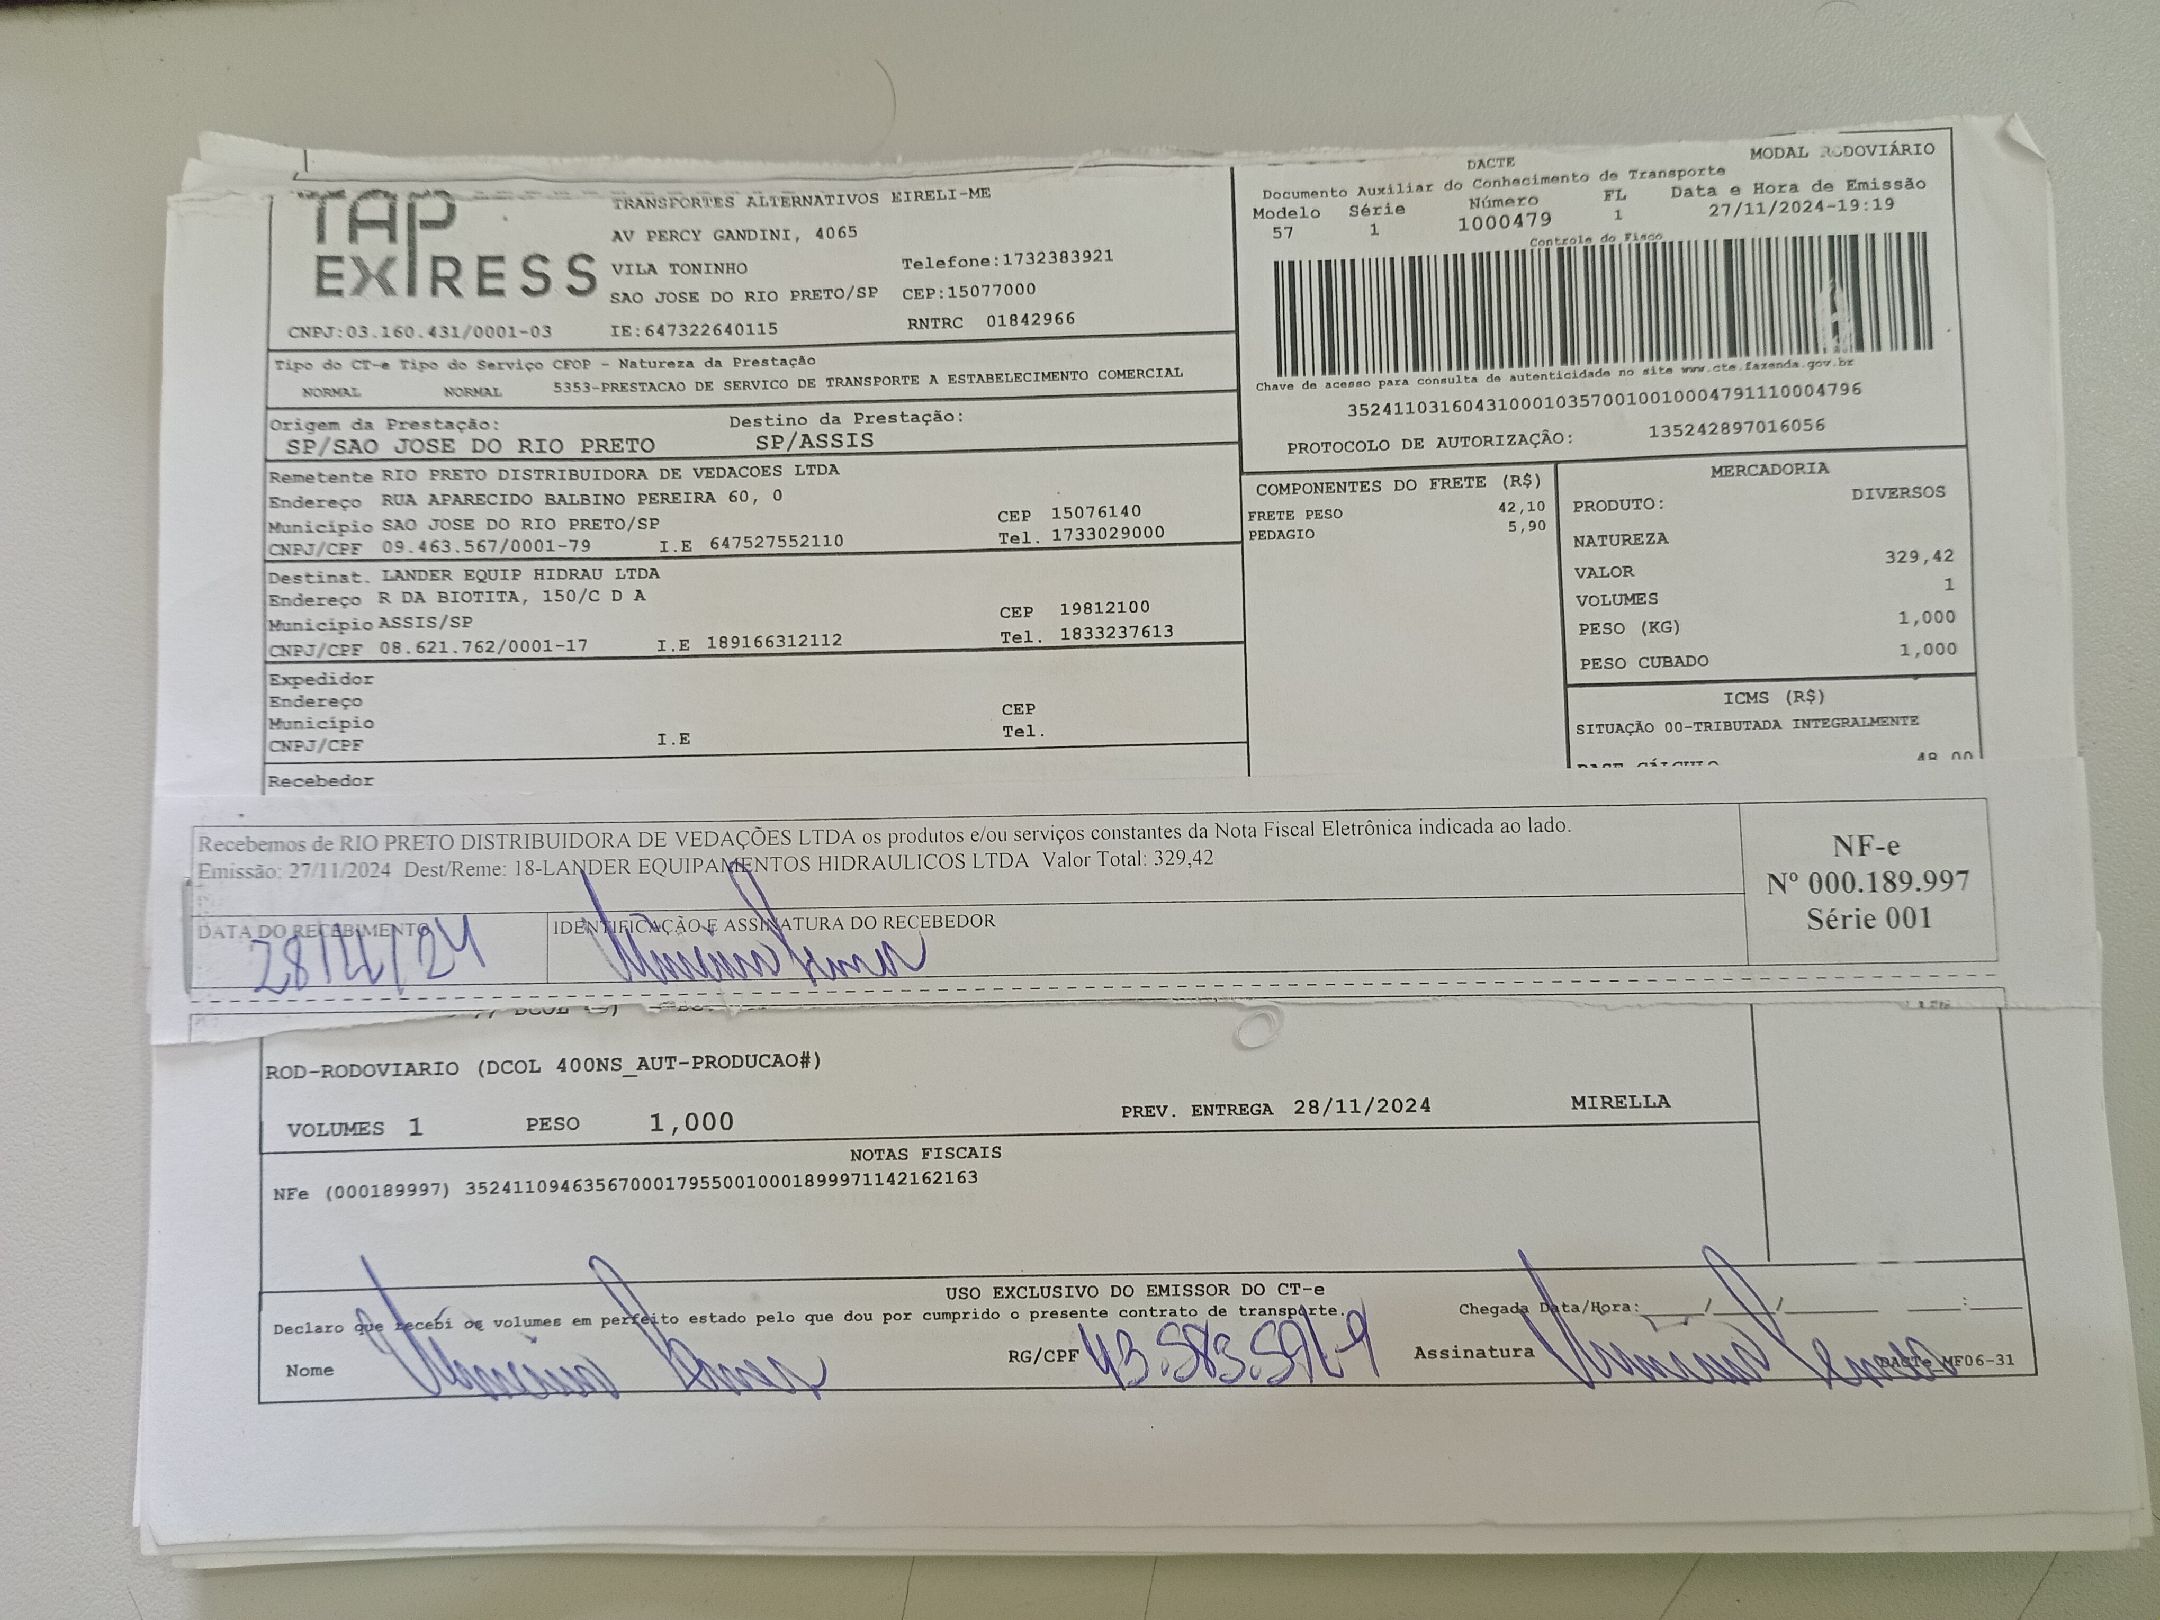 TAP EXPRESS
TRANSPORTES ALTERNATIVOS EIRELI-ME
AV PERCY GANDINI, 4065
VILA TONINHO Telefone:1732383921
SAO JOSE DO RIO PRETO/SP CEP:15077000
CNPJ:03.160.431/0001-03 IE:647322640115 RNTRC 01842966
DACTE MODAL RODOVIÁRIO
Documento Auxiliar do Conhecimento de Transporte
Modelo Série Número FL Data e Hora de Emissão
57 1 1000479 1 27/11/2024-19:19
Controle do Fisco
Chave de acesso para consulta de autenticidade no site www.cte.fazenda.gov.br
35241103160431000103570010010004791110004796
PROTOCOLO DE AUTORIZAÇÃO: 135242897016056
Tipo do CT-e Tipo do Serviço CFOP - Natureza da Prestação
NORMAL NORMAL 5353-PRESTACAO DE SERVICO DE TRANSPORTE A ESTABELECIMENTO COMERCIAL
Origem da Prestação: Destino da Prestação:
SP/SAO JOSE DO RIO PRETO SP/ASSIS
Remetente RIO PRETO DISTRIBUIDORA DE VEDACOES LTDA
Endereço RUA APARECIDO BALBINO PEREIRA 60, 0
Município SAO JOSE DO RIO PRETO/SP CEP 15076140
CNPJ/CPF 09.463.567/0001-79 I.E 647527552110 Tel. 1733029000
Destinat. LANDER EQUIP HIDRAU LTDA
Endereço R DA BIOTITA, 150/C D A
Município ASSIS/SP CEP 19812100
CNPJ/CPF 08.621.762/0001-17 I.E 189166312112 Tel. 1833237613
Expedidor
Endereço
Município CEP
CNPJ/CPF I.E Tel.
Recebedor
COMPONENTES DO FRETE (R$)
FRETE PESO 42,10
PEDAGIO 5,90
MERCADORIA
PRODUTO: DIVERSOS
NATUREZA
VALOR 329,42
VOLUMES 1
PESO (KG) 1,000
PESO CUBADO 1,000
ICMS (R$)
SITUAÇÃO 00-TRIBUTADA INTEGRALMENTE
BASE CÁLCULO 48,00
Recebemos de RIO PRETO DISTRIBUIDORA DE VEDAÇÕES LTDA os produtos e/ou serviços constantes da Nota Fiscal Eletrônica indicada ao lado.
Emissão: 27/11/2024 Dest/Reme: 18-LANDER EQUIPAMENTOS HIDRAULICOS LTDA Valor Total: 329,42
NF-e
Nº 000.189.997
Série 001
DATA DO RECEBIMENTO IDENTIFICAÇÃO E ASSINATURA DO RECEBEDOR
28/11/24
ROD-RODOVIARIO (DCOL 400NS_AUT-PRODUCAO#)
VOLUMES 1 PESO 1,000 PREV. ENTREGA 28/11/2024 MIRELLA
NOTAS FISCAIS
NFe (000189997) 35241109463567000179550010001899971142162163
USO EXCLUSIVO DO EMISSOR DO CT-e
Declaro que recebí os volumes em perfeito estado pelo que dou por cumprido o presente contrato de transporte. Chegada Data/Hora: ____/____/____ __:__
Nome RG/CPF Assinatura DACTe MF06-31